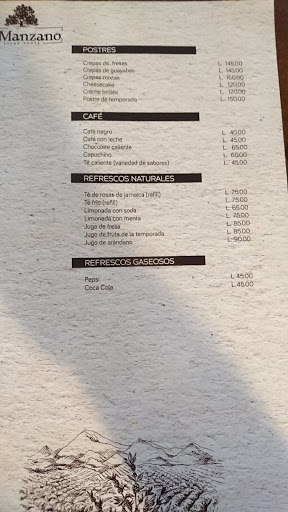 Manzano
POSTRES
Crepas de fresas L. 145.00
Crepas de guayabas L. 145.00
Crepas mixtas L. 160.00
Cheesecake L. 120.00
Crème brûlée L. 120.00
Postre de temporada L. 150.00
CAFÉ
Café negro L. 40.00
Café con leche L. 45.00
Chocolate caliente L. 65.00
Capuchino L. 60.00
Té caliente (variedad de sabores) L. 45.00
REFRESCOS NATURALES
Té de rosas de jamaica (refill) L. 75.00
Té frío (refill) L. 75.00
Limonada con soda L. 65.00
Limonada con menta L. 75.00
Jugo de fresa L. 85.00
Jugo de fruta de la temporada L. 85.00
Jugo de arándano L. 90.00
REFRESCOS GASEOSOS
Pepsi L. 45.00
Coca Cola L. 45.00